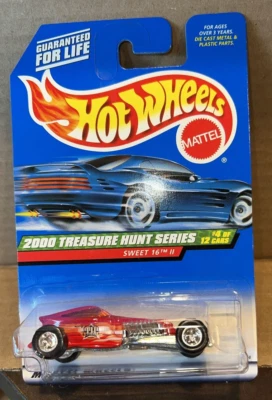 GUARANTEED
FOR LIFE
FOR AGES
OVER 3 YEARS.
DIE CAST METAL &
PLASTIC PARTS.
HOT WHEELS
MATTEL
2000 TREASURE HUNT SERIES
#4 OF
12 CARS
SWEET 16™ II